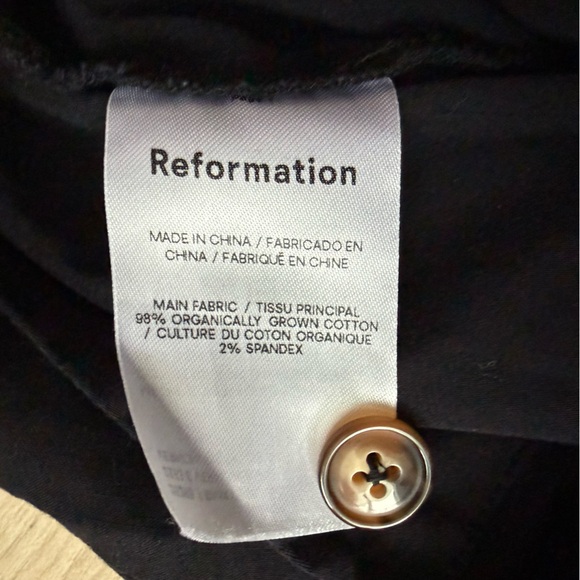 Reformation
MADE IN CHINA / FABRICADO EN
CHINA / FABRIQUÉ EN CHINE
MAIN FABRIC / TISSU PRINCIPAL
98% ORGANICALLY GROWN COTTON
/ CULTURE DU COTON ORGANIQUE
2% SPANDEX